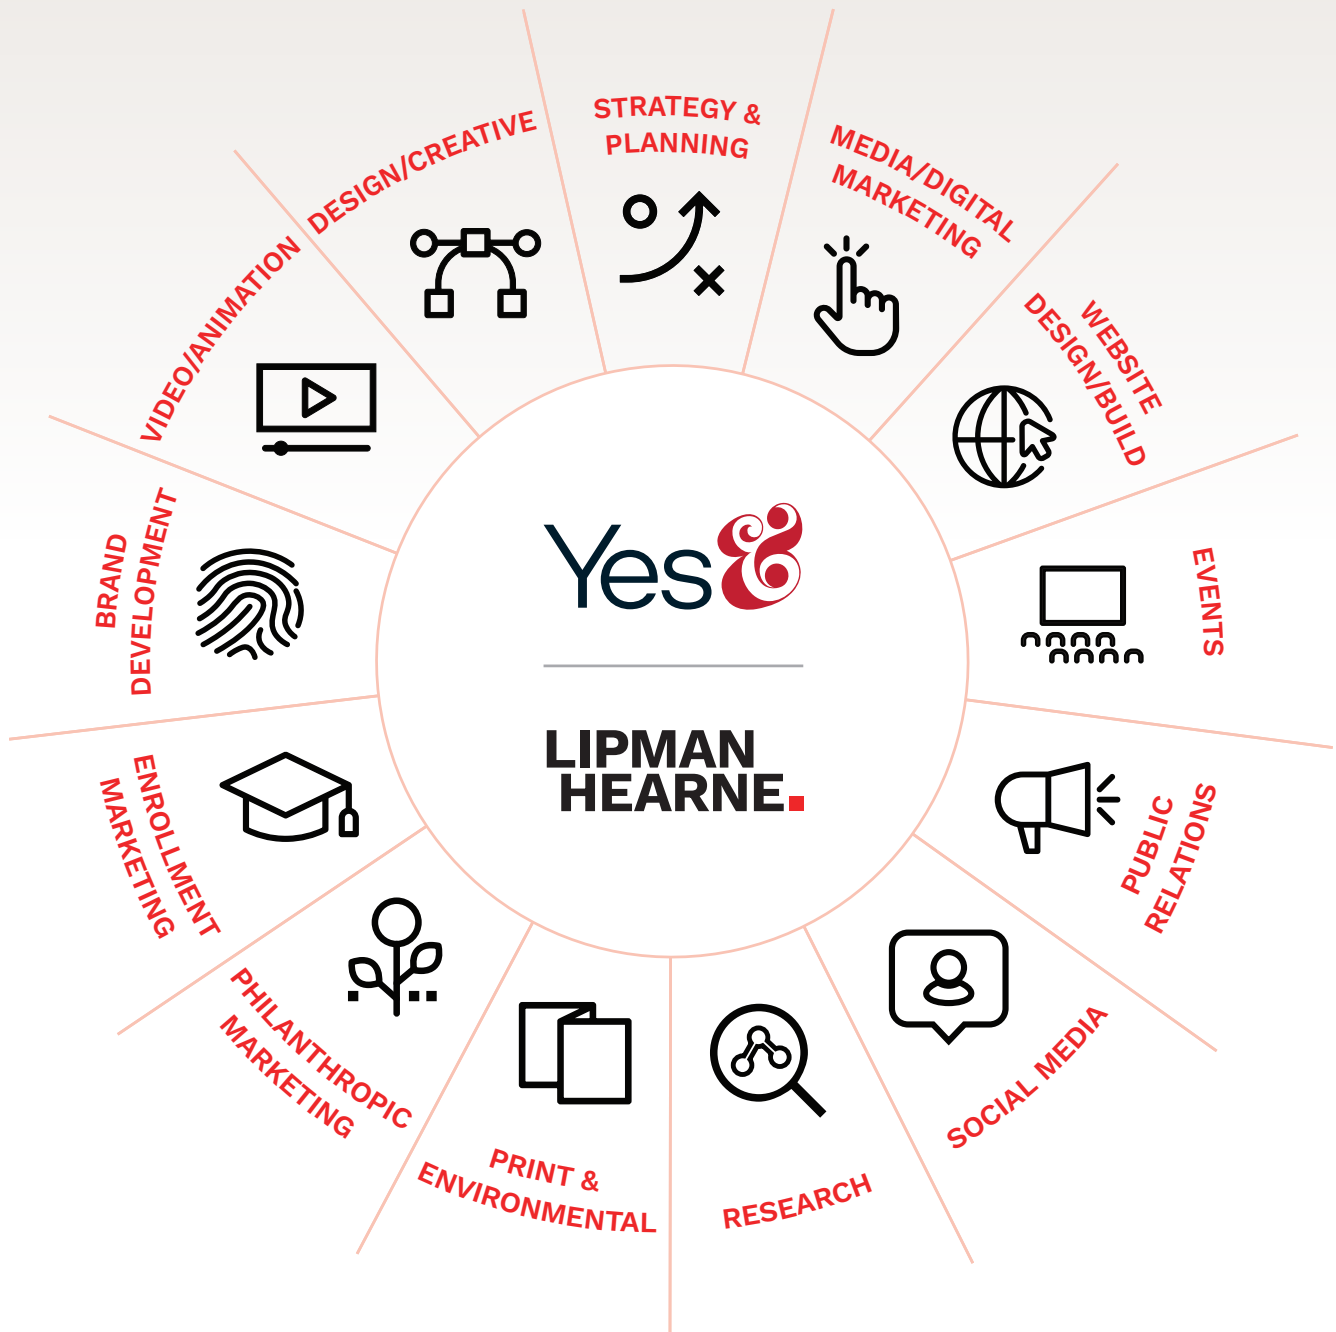 STRATEGY &
PLANNING
MEDIA/DIGITAL
MARKETING
WEBSITE
DESIGN/BUILD
EVENTS
PUBLIC
RELATIONS
SOCIAL MEDIA
RESEARCH
PRINT &
ENVIRONMENTAL
PHILANTHROPIC
MARKETING
ENROLLMENT
MARKETING
BRAND
DEVELOPMENT
VIDEO/ANIMATION
DESIGN/CREATIVE
Yes&
LIPMAN
HEARNE.